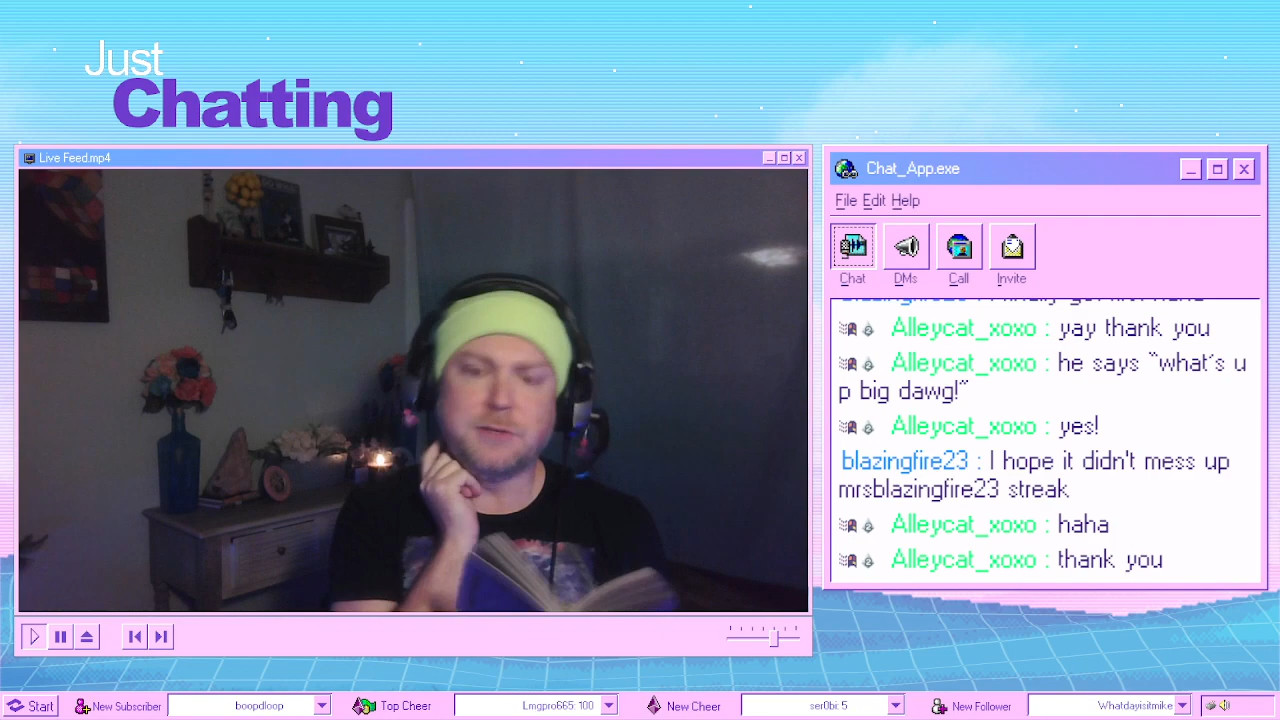 Just
Chatting
Live Feed.mp4
Chat_App.exe
File Edit Help
Chat DMs Call Invite
Alleycat_xoxo : yay thank you
Alleycat_xoxo : he says "what's u
p big dawg!"
Alleycat_xoxo : yes!
blazingfire23 : I hope it didn't mess up
mrsblazingfire23 streak
Alleycat_xoxo : haha
Alleycat_xoxo : thank you
Start New Subscriber boopdloop Top Cheer Lmgpro665: 100 New Cheer ser0bi: 5 New Follower Whatdayisitmike